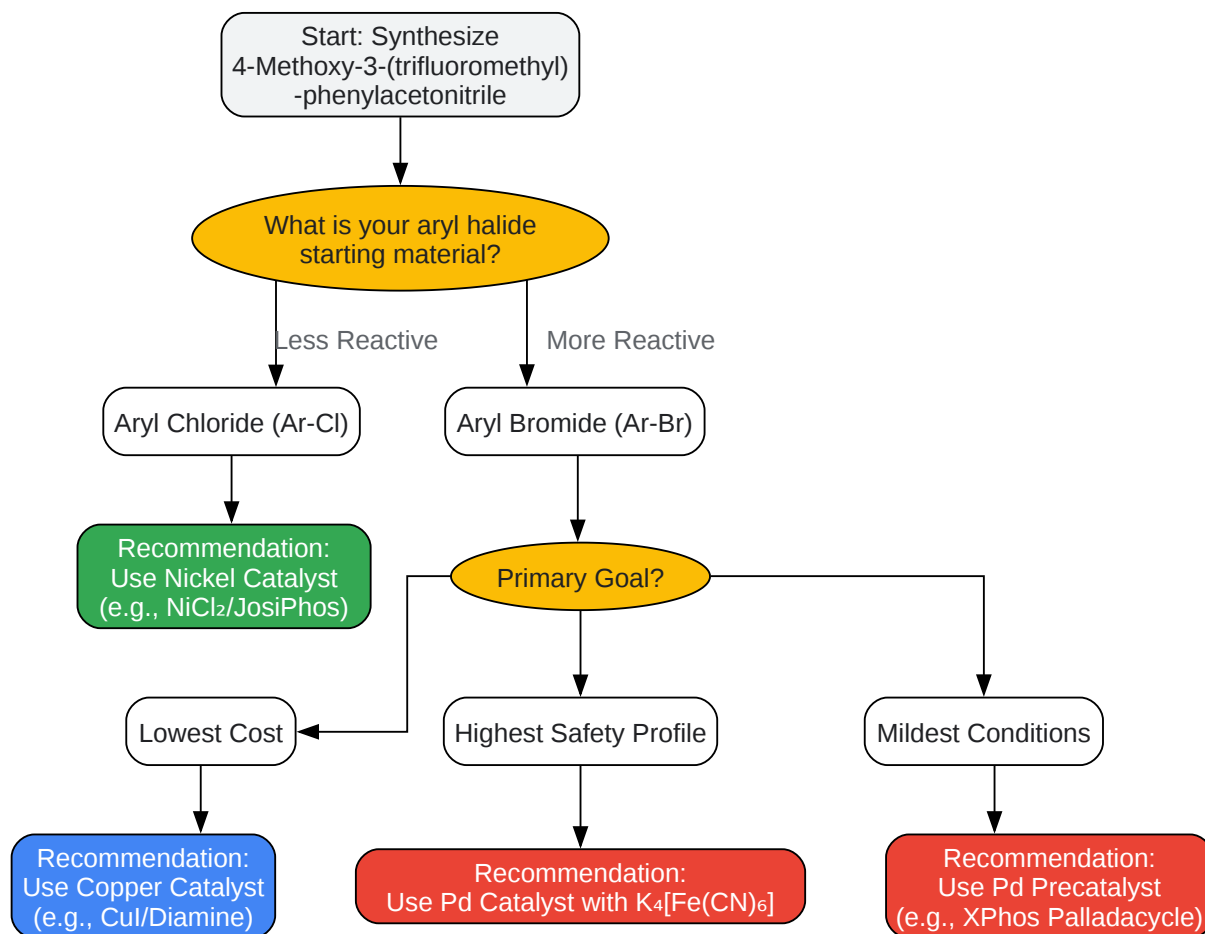 Start: Synthesize
4-Methoxy-3-(trifluoromethyl)
-phenylacetonitrile
What is your aryl halide
starting material?
Less Reactive
More Reactive
Aryl Chloride (Ar-Cl)
Aryl Bromide (Ar-Br)
Recommendation:
Use Nickel Catalyst
(e.g., NiCl₂/JosiPhos)
Primary Goal?
Lowest Cost
Highest Safety Profile
Mildest Conditions
Recommendation:
Use Copper Catalyst
(e.g., CuI/Diamine)
Recommendation:
Use Pd Catalyst with K₄[Fe(CN)₆]
Recommendation:
Use Pd Precatalyst
(e.g., XPhos Palladacycle)